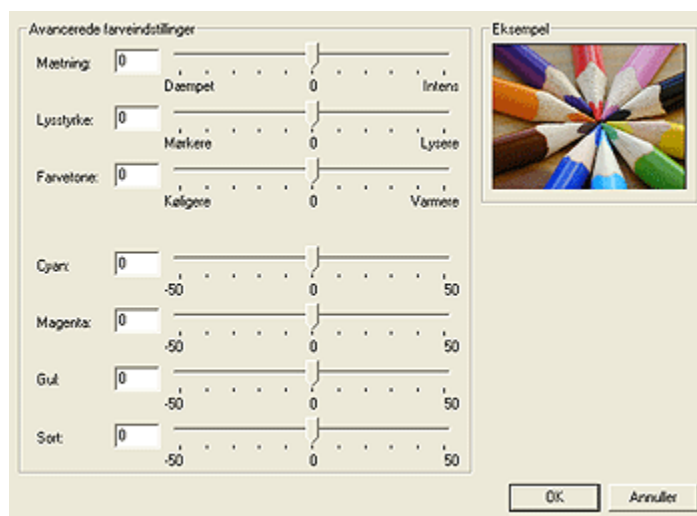 Avancerede farveindstillinger
Mætning: 0
Dæmpet 0 Intens
Lysstyrke: 0
Mørkere 0 Lysere
Farvetone: 0
Køligere 0 Varmere
Cyan: 0
-50 0 50
Magenta: 0
-50 0 50
Gul: 0
-50 0 50
Sort: 0
-50 0 50
Eksempel
OK Annuller